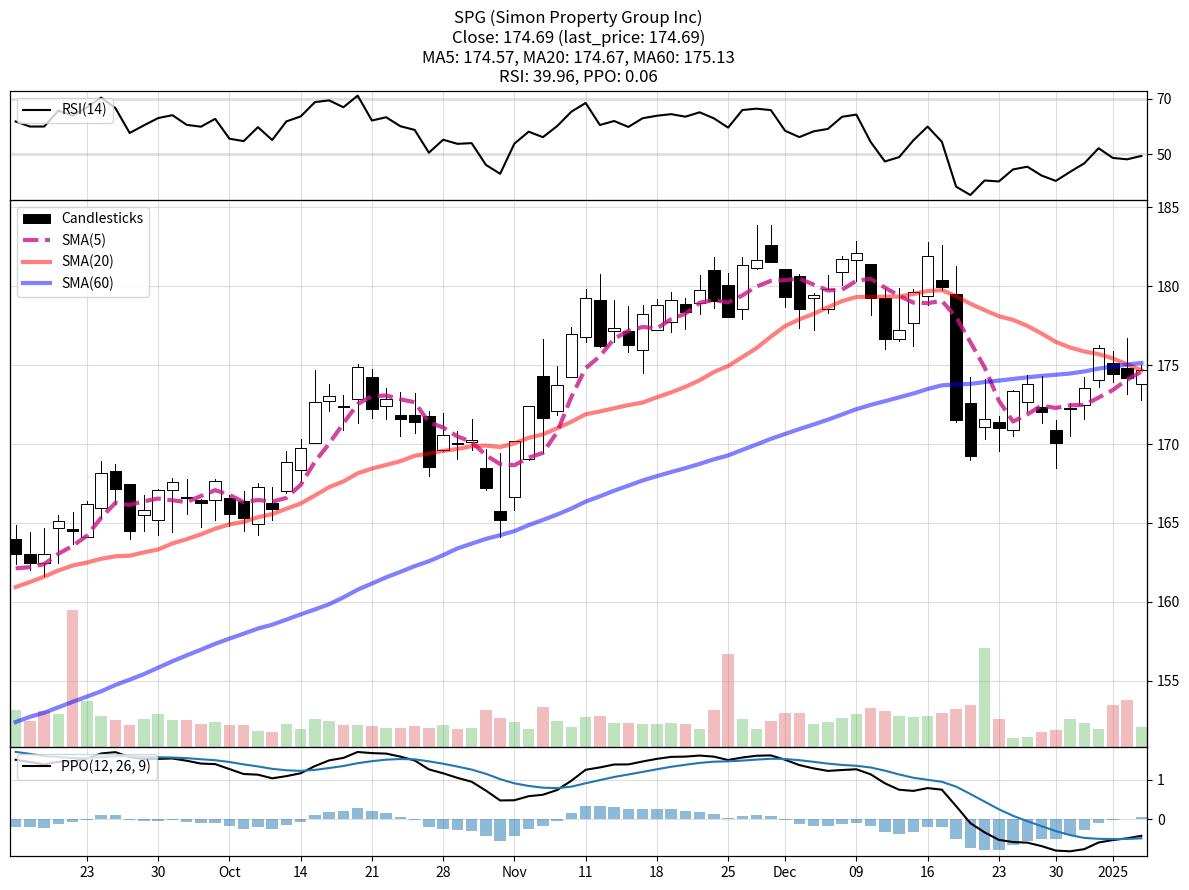 SPG (Simon Property Group Inc)
Close: 174.69 (last_price: 174.69)
MA5: 174.57, MA20: 174.67, MA60: 175.13
RSI: 39.96, PPO: 0.06
RSI(14)
70
50
Candlesticks
SMA(5)
SMA(20)
SMA(60)
185
180
175
170
165
160
155
PPO(12, 26, 9)
1
0
23 30 Oct 14 21 28 Nov 11 18 25 Dec 09 16 23 30 2025